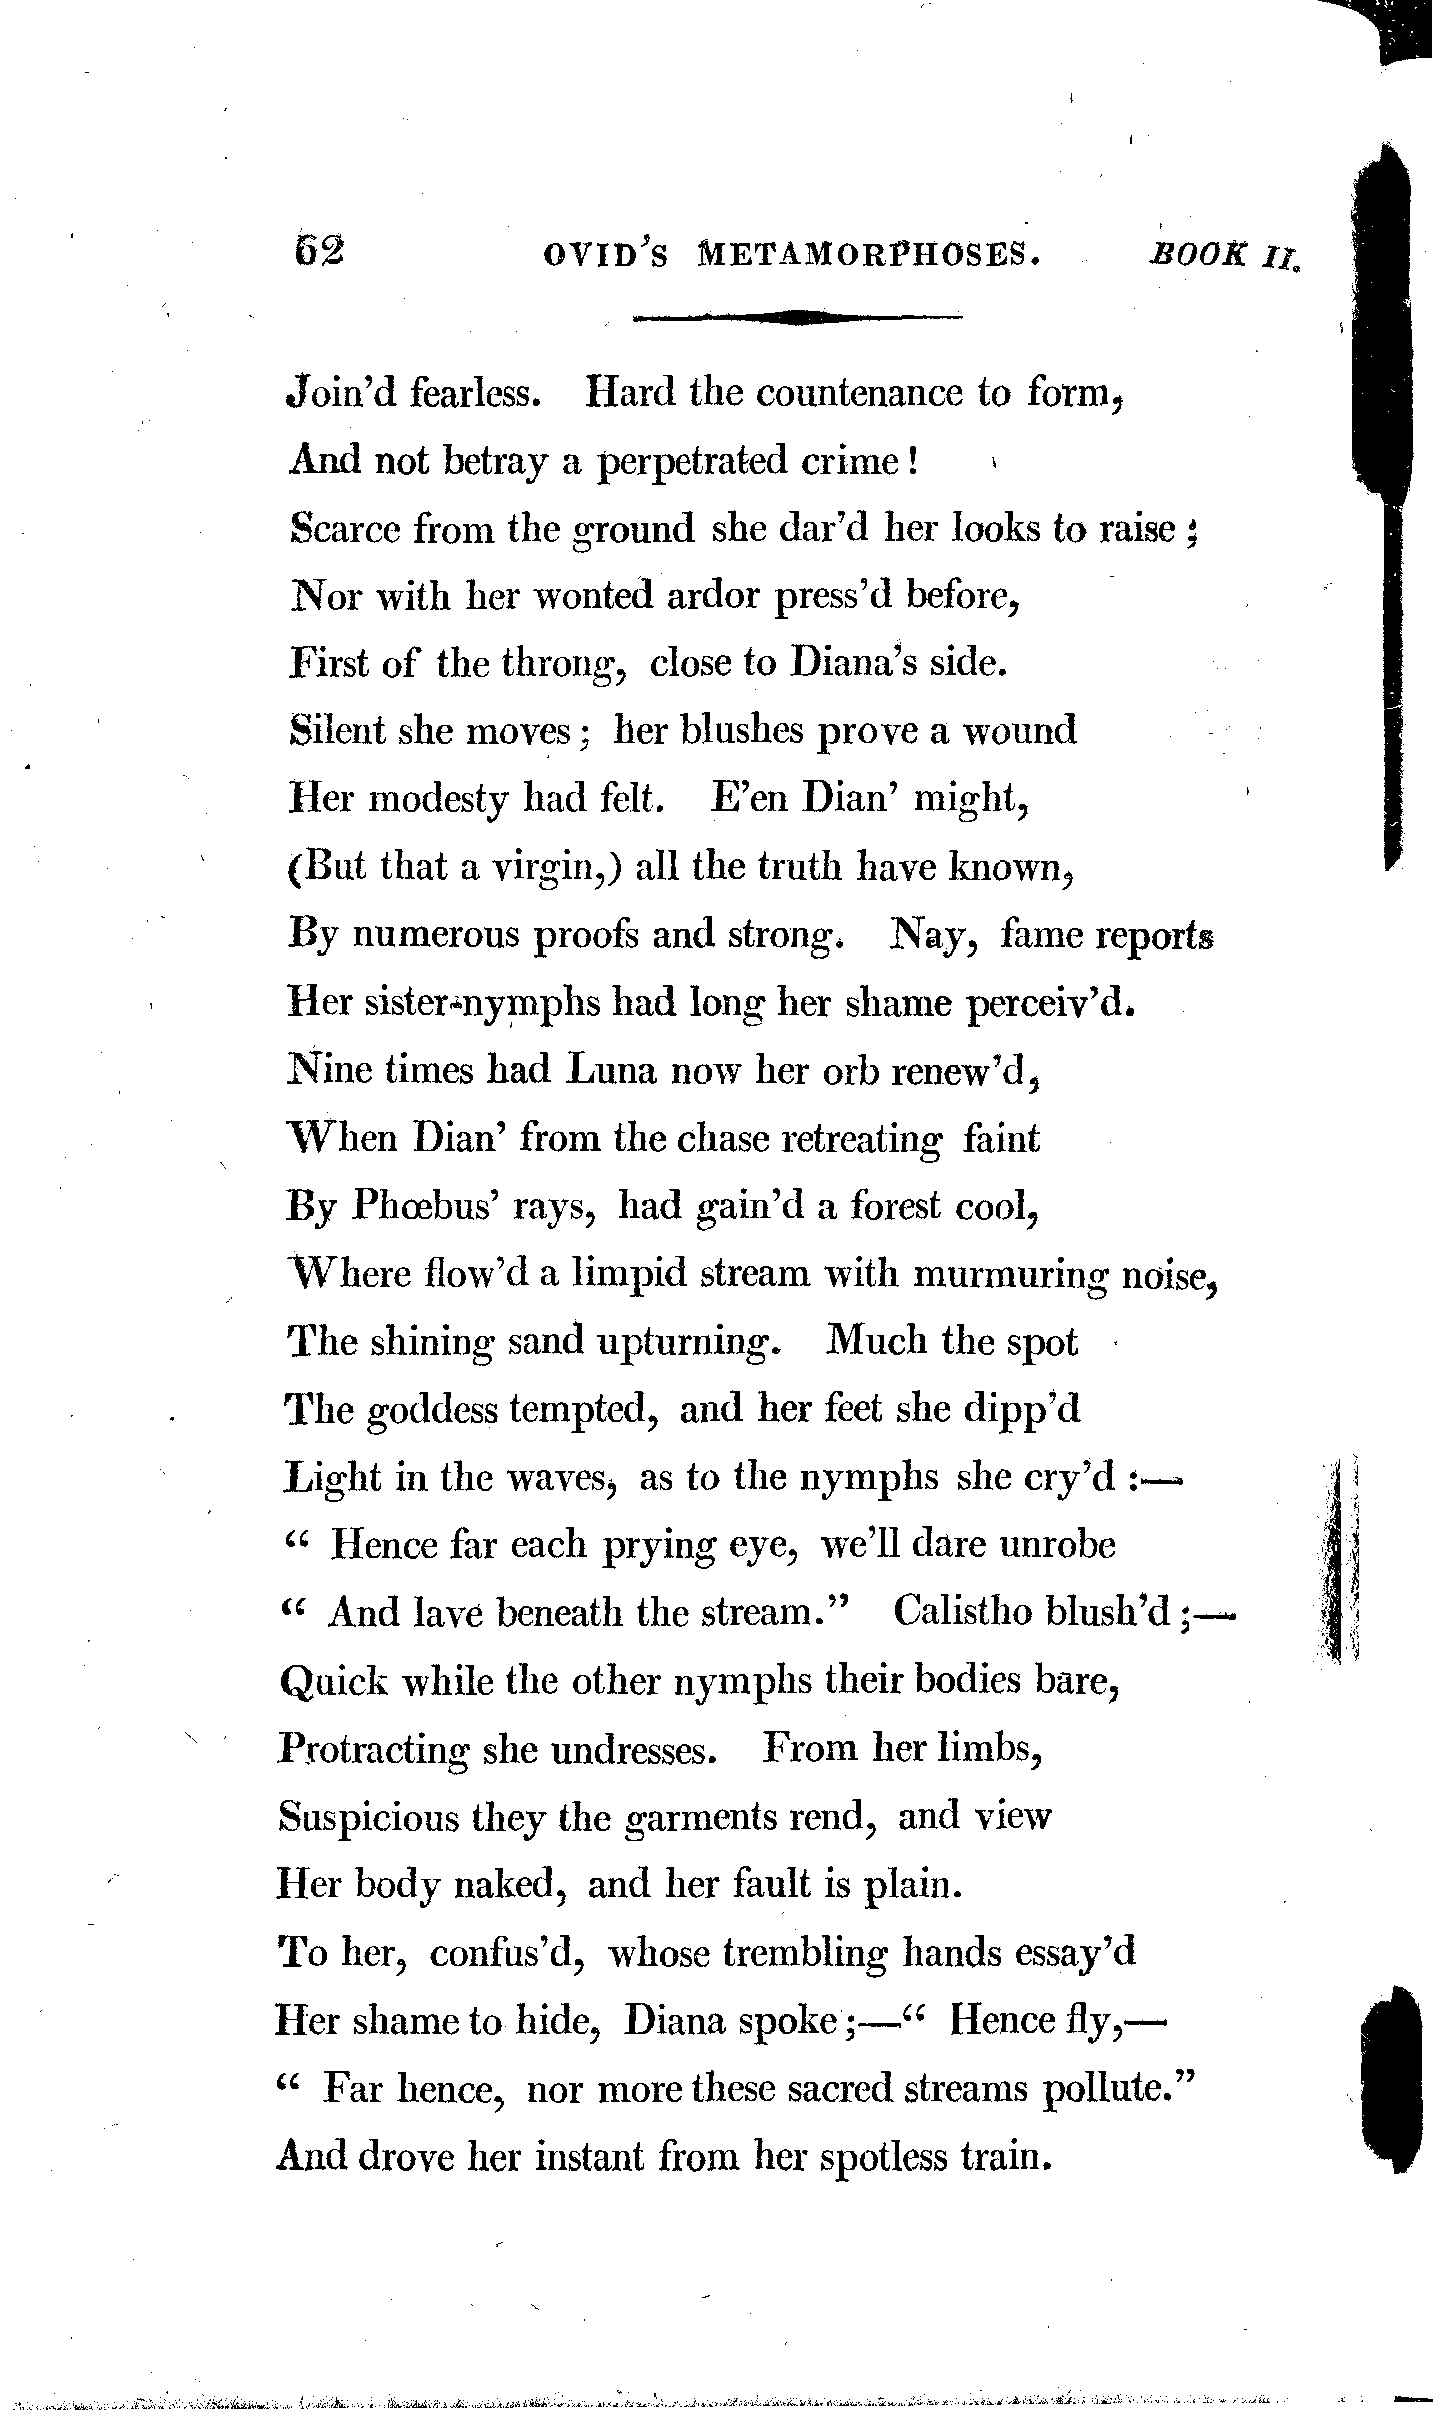 62 OVID'S METAMORPHOSES. BOOK II.
Join'd fearless. Hard the countenance to form,
And not betray a perpetrated crime!
Scarce from the ground she dar'd her looks to raise;
Nor with her wonted ardor press'd before,
First of the throng, close to Diana's side.
Silent she moves; her blushes prove a wound
Her modesty had felt. E'en Dian' might,
(But that a virgin,) all the truth have known,
By numerous proofs and strong. Nay, fame reports
Her sister-nymphs had long her shame perceiv'd.
Nine times had Luna now her orb renew'd,
When Dian' from the chase retreating faint
By Phœbus' rays, had gain'd a forest cool,
Where flow'd a limpid stream with murmuring noise,
The shining sand upturning. Much the spot
The goddess tempted, and her feet she dipp'd
Light in the waves, as to the nymphs she cry'd:—
“ Hence far each prying eye, we'll dare unrobe
“ And lave beneath the stream.” Calistho blush'd;—
Quick while the other nymphs their bodies bare,
Protracting she undresses. From her limbs,
Suspicious they the garments rend, and view
Her body naked, and her fault is plain.
To her, confus'd, whose trembling hands essay'd
Her shame to hide, Diana spoke;—“ Hence fly,—
“ Far hence, nor more these sacred streams pollute.”
And drove her instant from her spotless train.